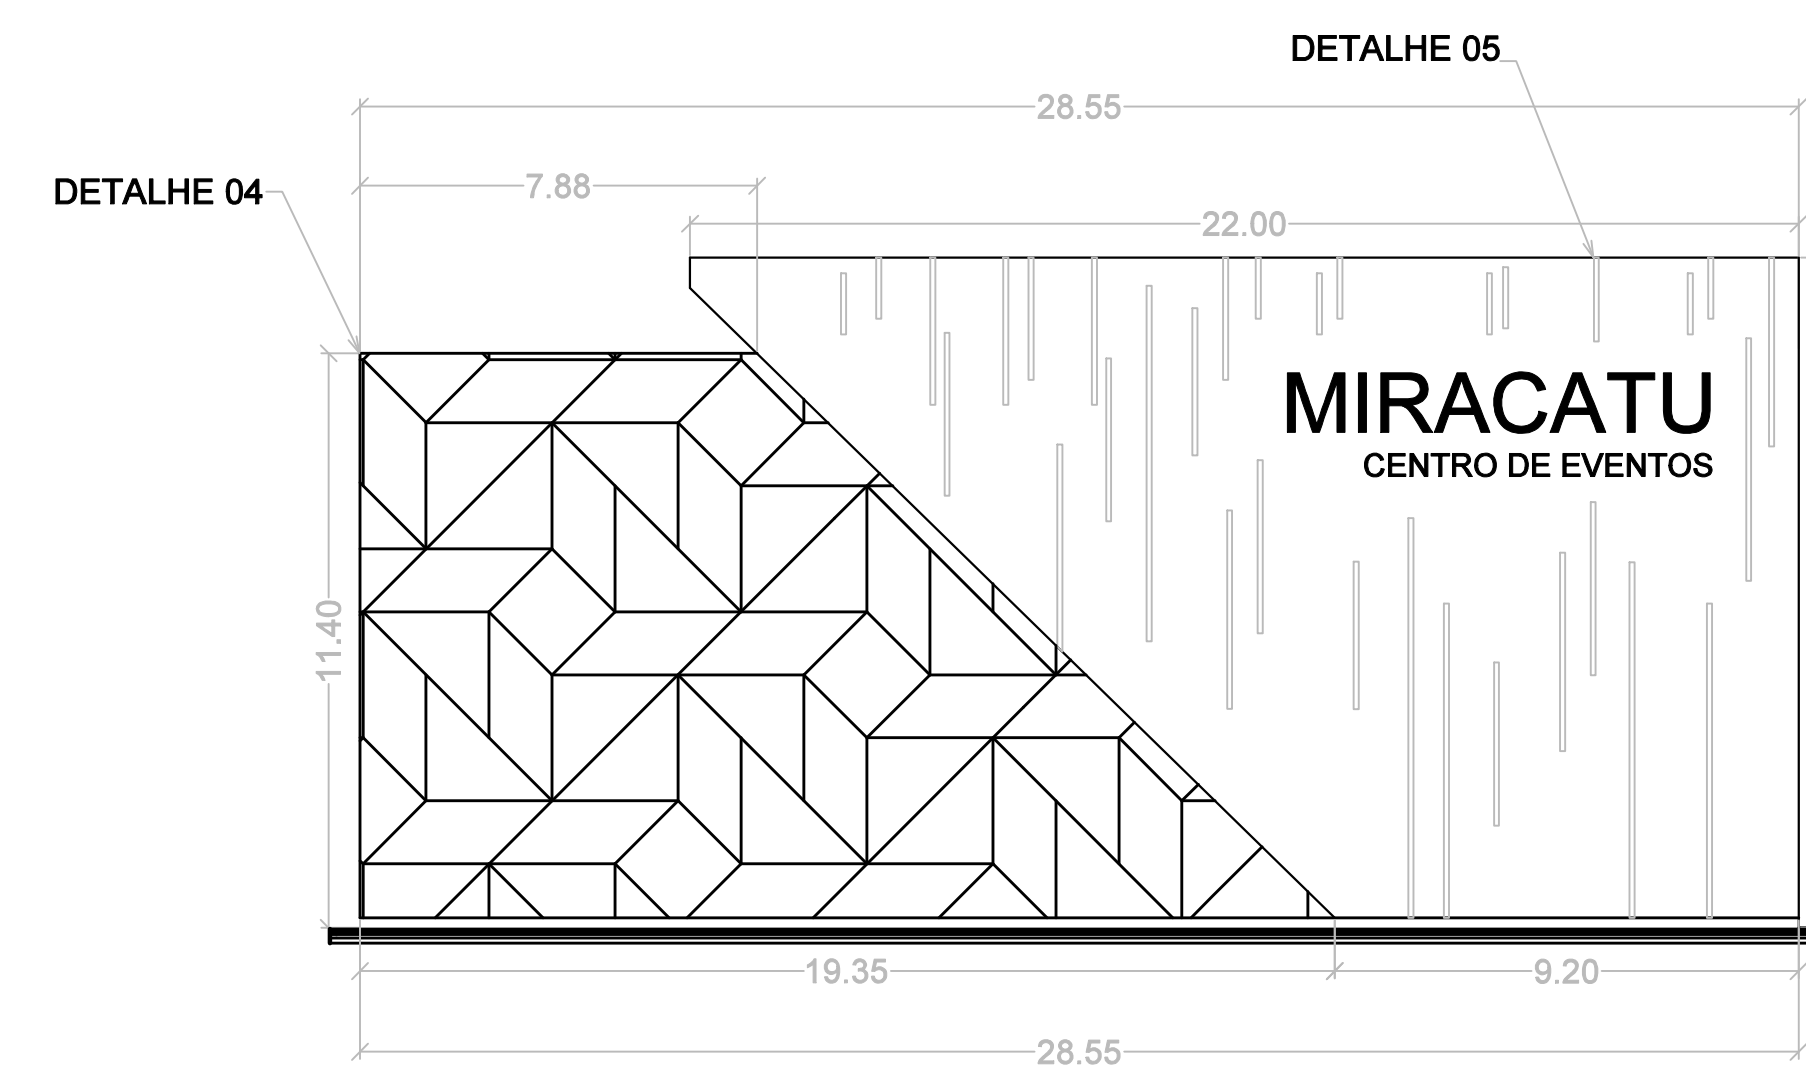 DETALHE 05
28.55
DETALHE 04
7.88
22.00
MIRACATU
CENTRO DE EVENTOS
11.40
19.35
9.20
28.55